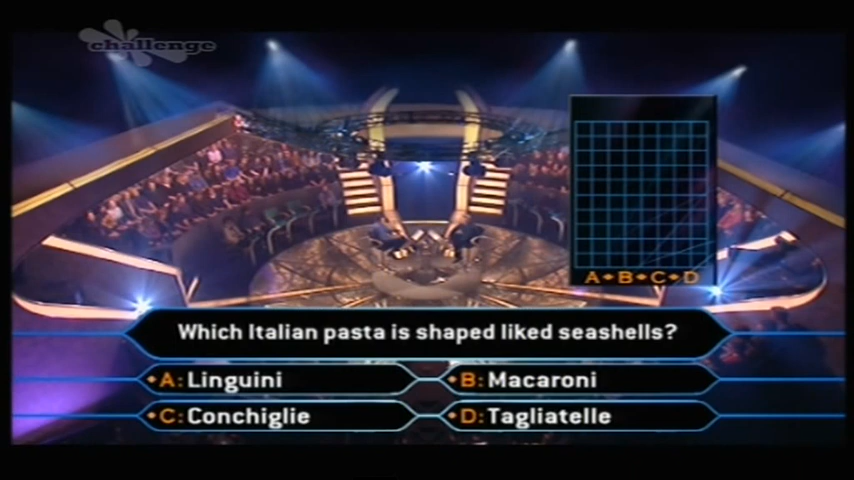 challenge
A◆B◆C◆D
Which Italian pasta is shaped liked seashells?
◆A: Linguini
◆B: Macaroni
◆C: Conchiglie
◆D: Tagliatelle